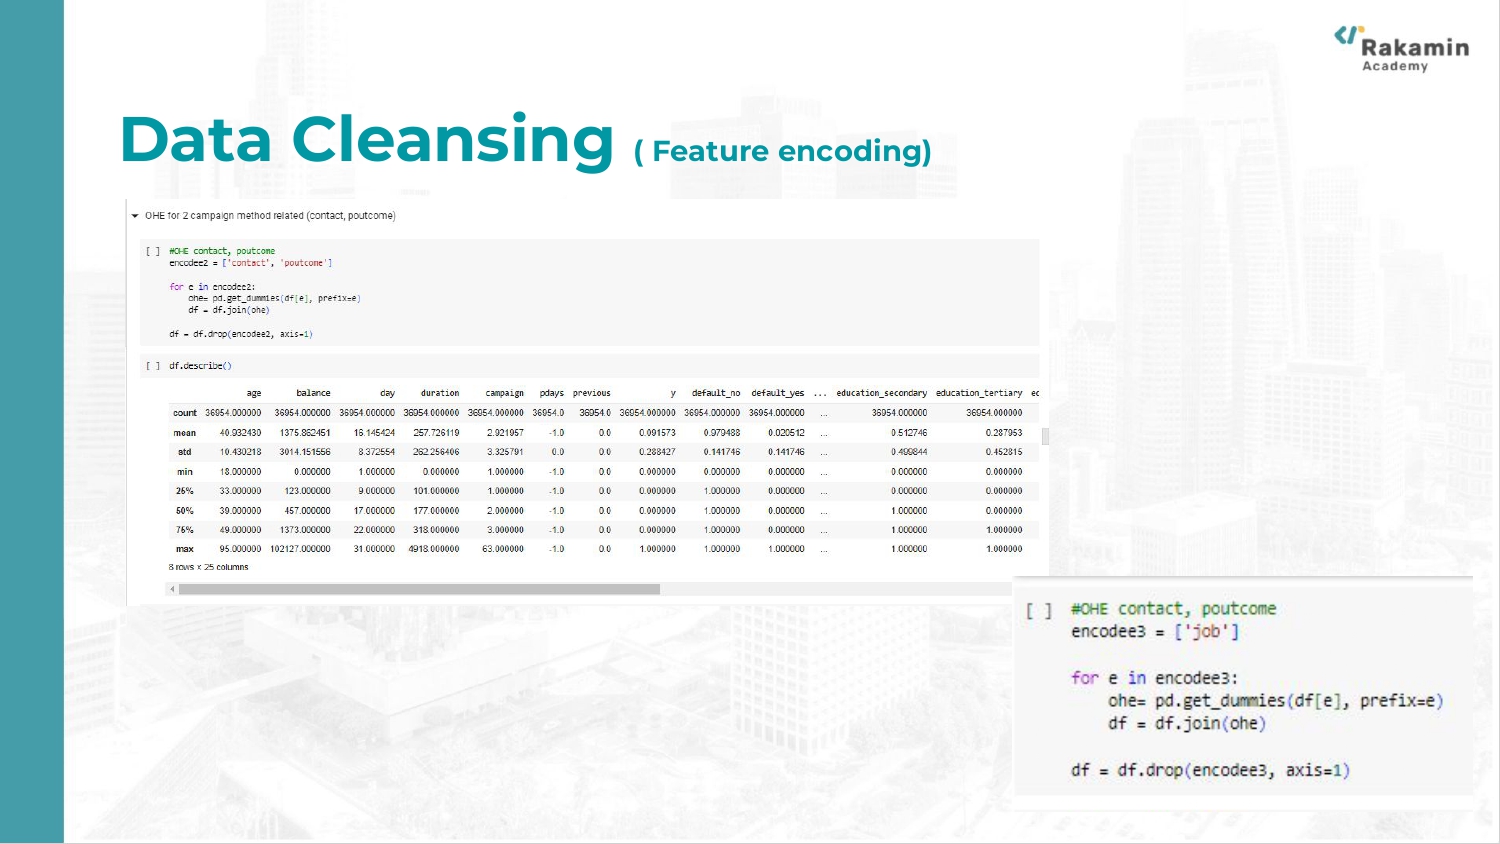 Rakamin
Academy
Data Cleansing ( Feature encoding)
OHE for 2 campaign method related (contact, poutcome)
[ ] #OHE contact, poutcome
encodee2 = ['contact', 'poutcome']
for e in encodee2:
ohe= pd.get_dummies(df[e], prefix=e)
df = df.join(ohe)
df = df.drop(encodee2, axis=1)
[ ] df.describe()
age balance day duration campaign pdays previous y default_no default_yes ... education_secondary education_tertiary ec
count 36954.000000 36954.000000 36954.000000 36954.000000 36954.000000 36954.0 36954.0 36954.000000 36954.000000 36954.000000 ... 36954.000000 36954.000000
mean 40.932430 1375.862451 16.145424 257.726119 2.921957 -1.0 0.0 0.091573 0.979488 0.020512 ... 0.512746 0.287953
std 10.430218 3014.151556 8.372554 262.256406 3.325791 0.0 0.0 0.288427 0.141746 0.141746 ... 0.499844 0.452815
min 18.000000 0.000000 1.000000 0.000000 1.000000 -1.0 0.0 0.000000 0.000000 0.000000 ... 0.000000 0.000000
25% 33.000000 123.000000 9.000000 101.000000 1.000000 -1.0 0.0 0.000000 1.000000 0.000000 ... 0.000000 0.000000
50% 39.000000 457.000000 17.000000 177.000000 2.000000 -1.0 0.0 0.000000 1.000000 0.000000 ... 1.000000 0.000000
75% 49.000000 1373.000000 22.000000 318.000000 3.000000 -1.0 0.0 0.000000 1.000000 0.000000 ... 1.000000 1.000000
max 95.000000 102127.000000 31.000000 4918.000000 63.000000 -1.0 0.0 1.000000 1.000000 1.000000 ... 1.000000 1.000000
8 rows × 25 columns
[ ] #OHE contact, poutcome
encodee3 = ['job']
for e in encodee3:
ohe= pd.get_dummies(df[e], prefix=e)
df = df.join(ohe)
df = df.drop(encodee3, axis=1)